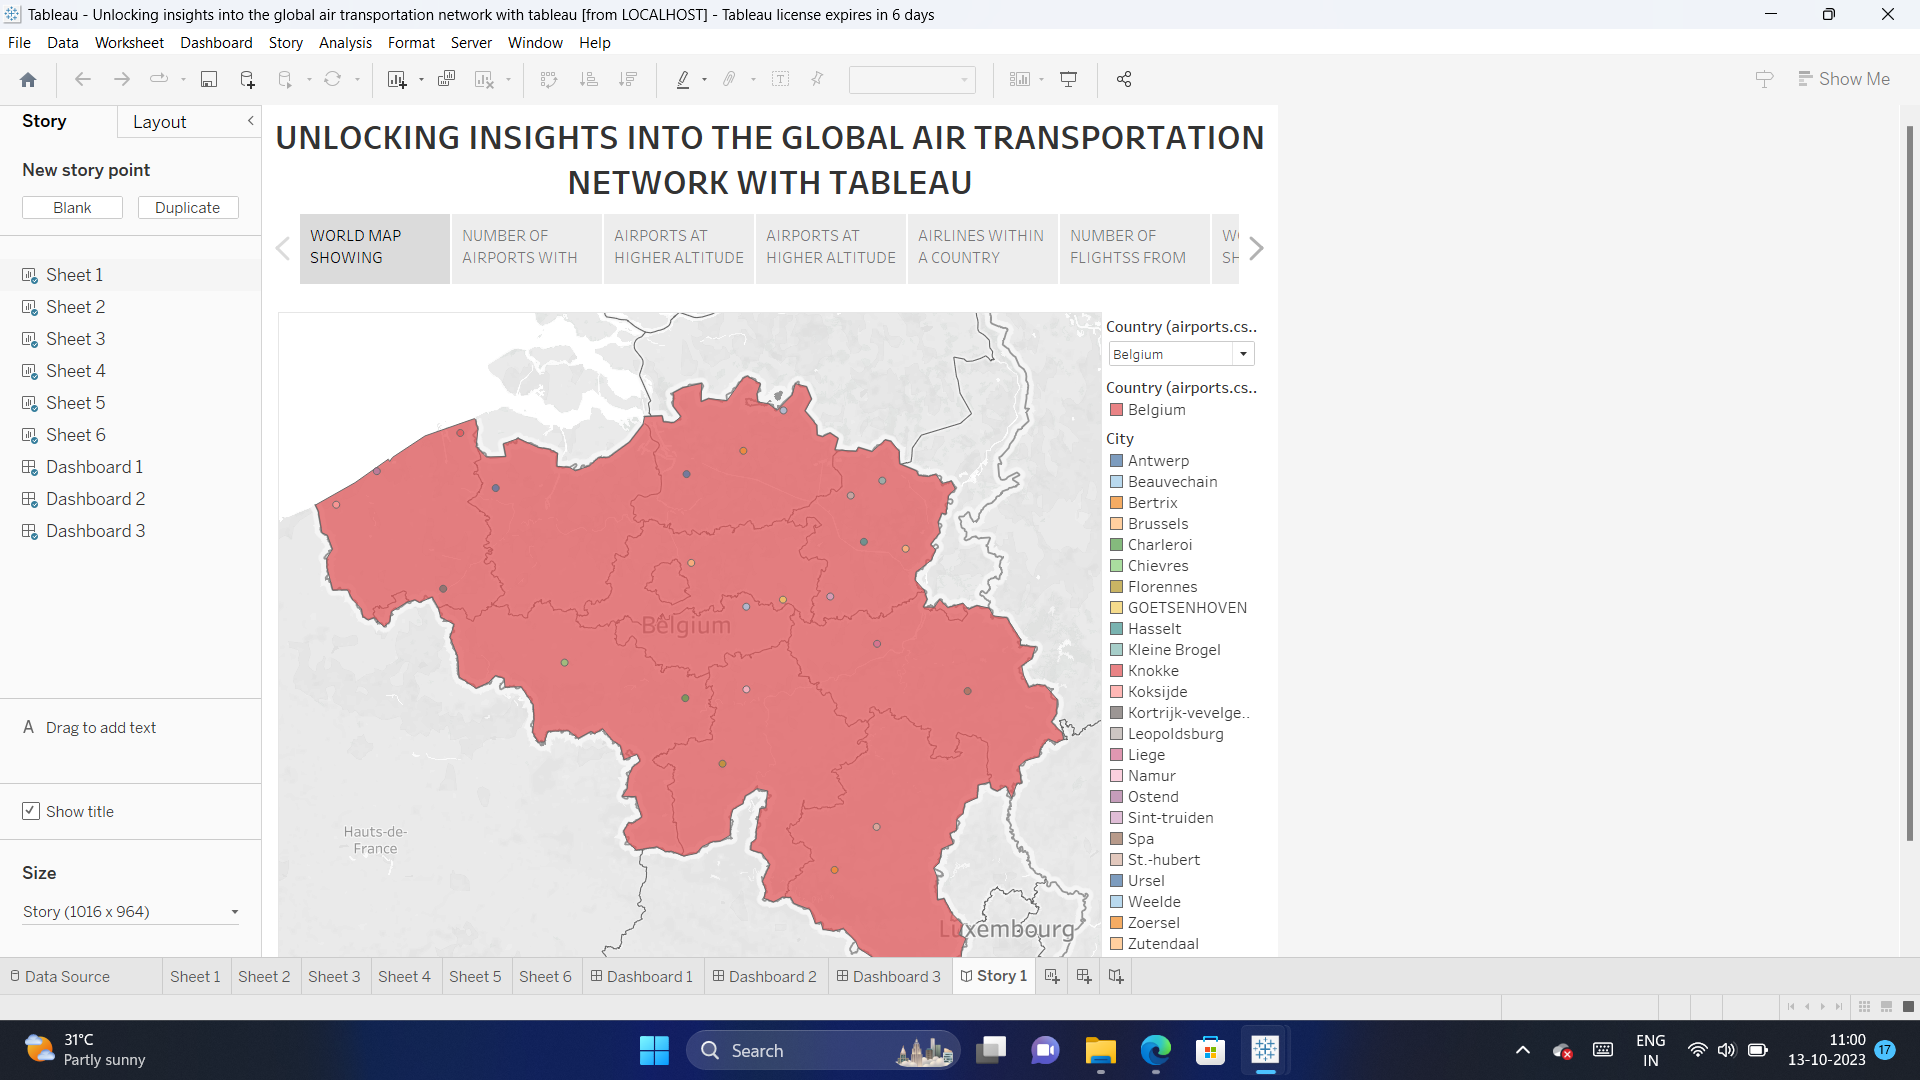 Tableau - Unlocking insights into the global air transportation network with tableau [from LOCALHOST] - Tableau license expires in 6 days
File Data Worksheet Dashboard Story Analysis Format Server Window Help
Show Me
Story Layout
New story point
Blank Duplicate
Sheet 1
Sheet 2
Sheet 3
Sheet 4
Sheet 5
Sheet 6
Dashboard 1
Dashboard 2
Dashboard 3
A Drag to add text
Show title
Size
Story (1016 x 964)
UNLOCKING INSIGHTS INTO THE GLOBAL AIR TRANSPORTATION
NETWORK WITH TABLEAU
WORLD MAP
SHOWING
NUMBER OF
AIRPORTS WITH
AIRPORTS AT
HIGHER ALTITUDE
AIRPORTS AT
HIGHER ALTITUDE
AIRLINES WITHIN
A COUNTRY
NUMBER OF
FLIGHTSS FROM
SH
Belgium
Hauts-de-
France
Luxembourg
Country (airports.cs..
Belgium
Country (airports.cs..
Belgium
City
Antwerp
Beauvechain
Bertrix
Brussels
Charleroi
Chievres
Florennes
GOETSENHOVEN
Hasselt
Kleine Brogel
Knokke
Koksijde
Kortrijk-vevelge..
Leopoldsburg
Liege
Namur
Ostend
Sint-truiden
Spa
St.-hubert
Ursel
Weelde
Zoersel
Zutendaal
Data Source Sheet 1 Sheet 2 Sheet 3 Sheet 4 Sheet 5 Sheet 6 Dashboard 1 Dashboard 2 Dashboard 3 Story 1
31°C
Partly sunny
Search
ENG
IN
11:00
13-10-2023
17